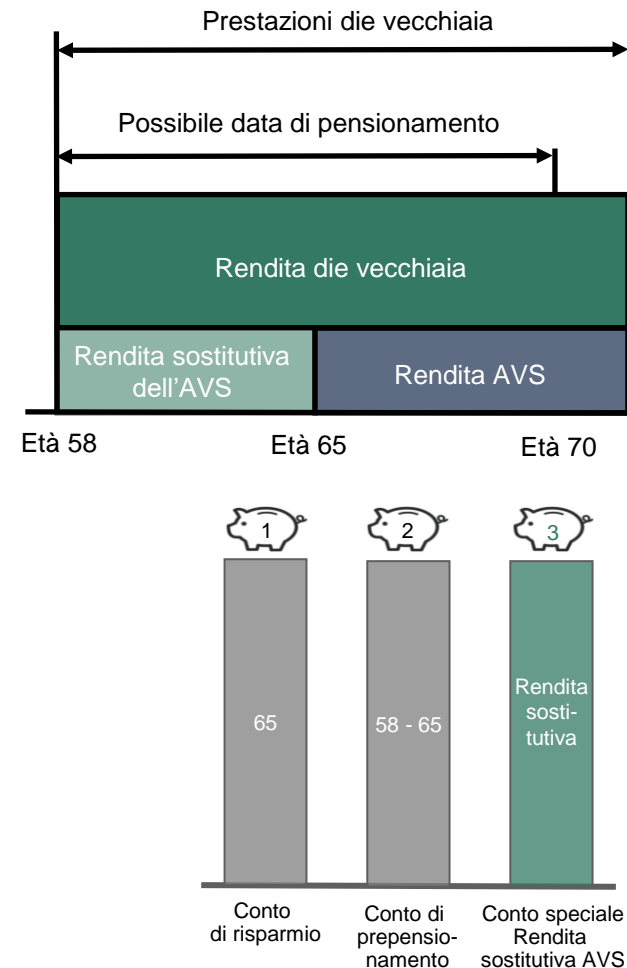 Prestazioni die vecchiaia
Possibile data di pensionamento
Rendita die vecchiaia
Rendita sostitutiva
dell'AVS
Rendita AVS
Età 58
Età 65
Età 70
1
2
3
65
58 - 65
Rendita
sosti-
tutiva
Conto
di risparmio
Conto di
prepensio-
namento
Conto speciale
Rendita
sostitutiva AVS